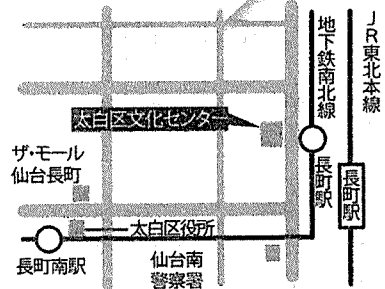 地下鉄南北線
JR東北本線
太白区文化センター
長町駅
長町駅
ザ・モール
仙台長町
太白区役所
長町南駅
仙台南
警察署